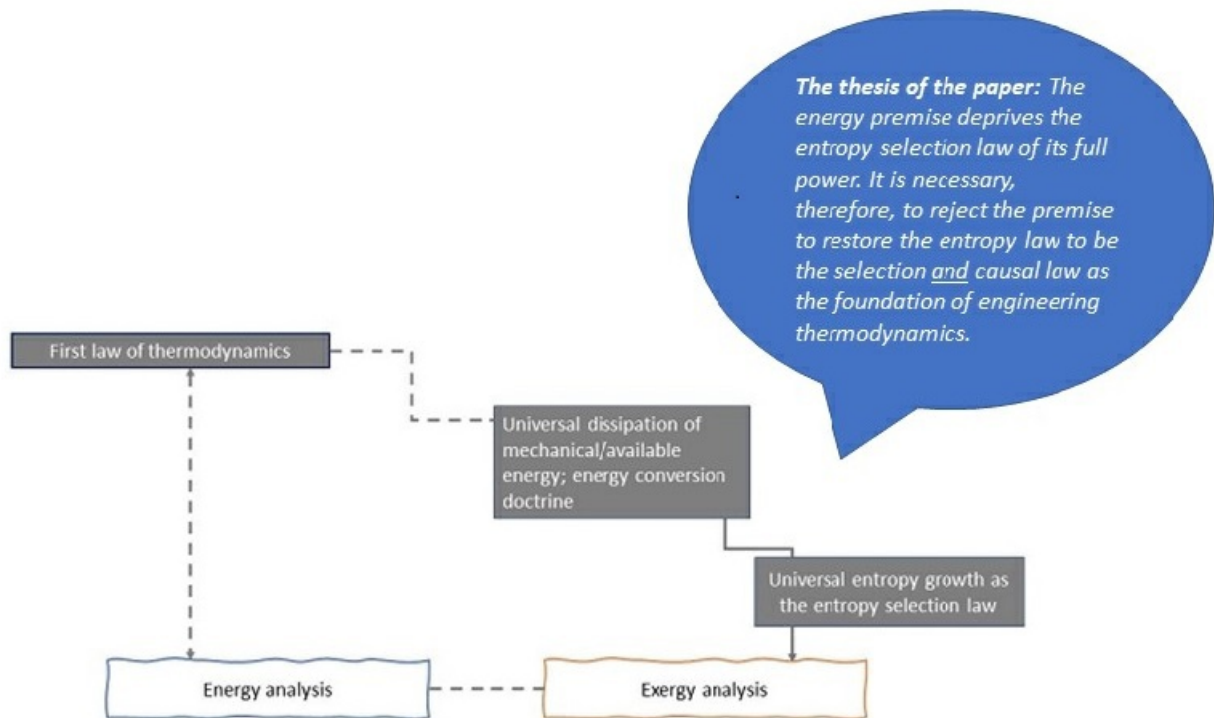 The thesis of the paper: The
energy premise deprives the
entropy selection law of its full
power. It is necessary,
therefore, to reject the premise
to restore the entropy law to be
the selection and causal law as
the foundation of engineering
thermodynamics.
First law of thermodynamics
Universal dissipation of
mechanical/available
energy; energy conversion
doctrine
Universal entropy growth as
the entropy selection law
Energy analysis
Exergy analysis